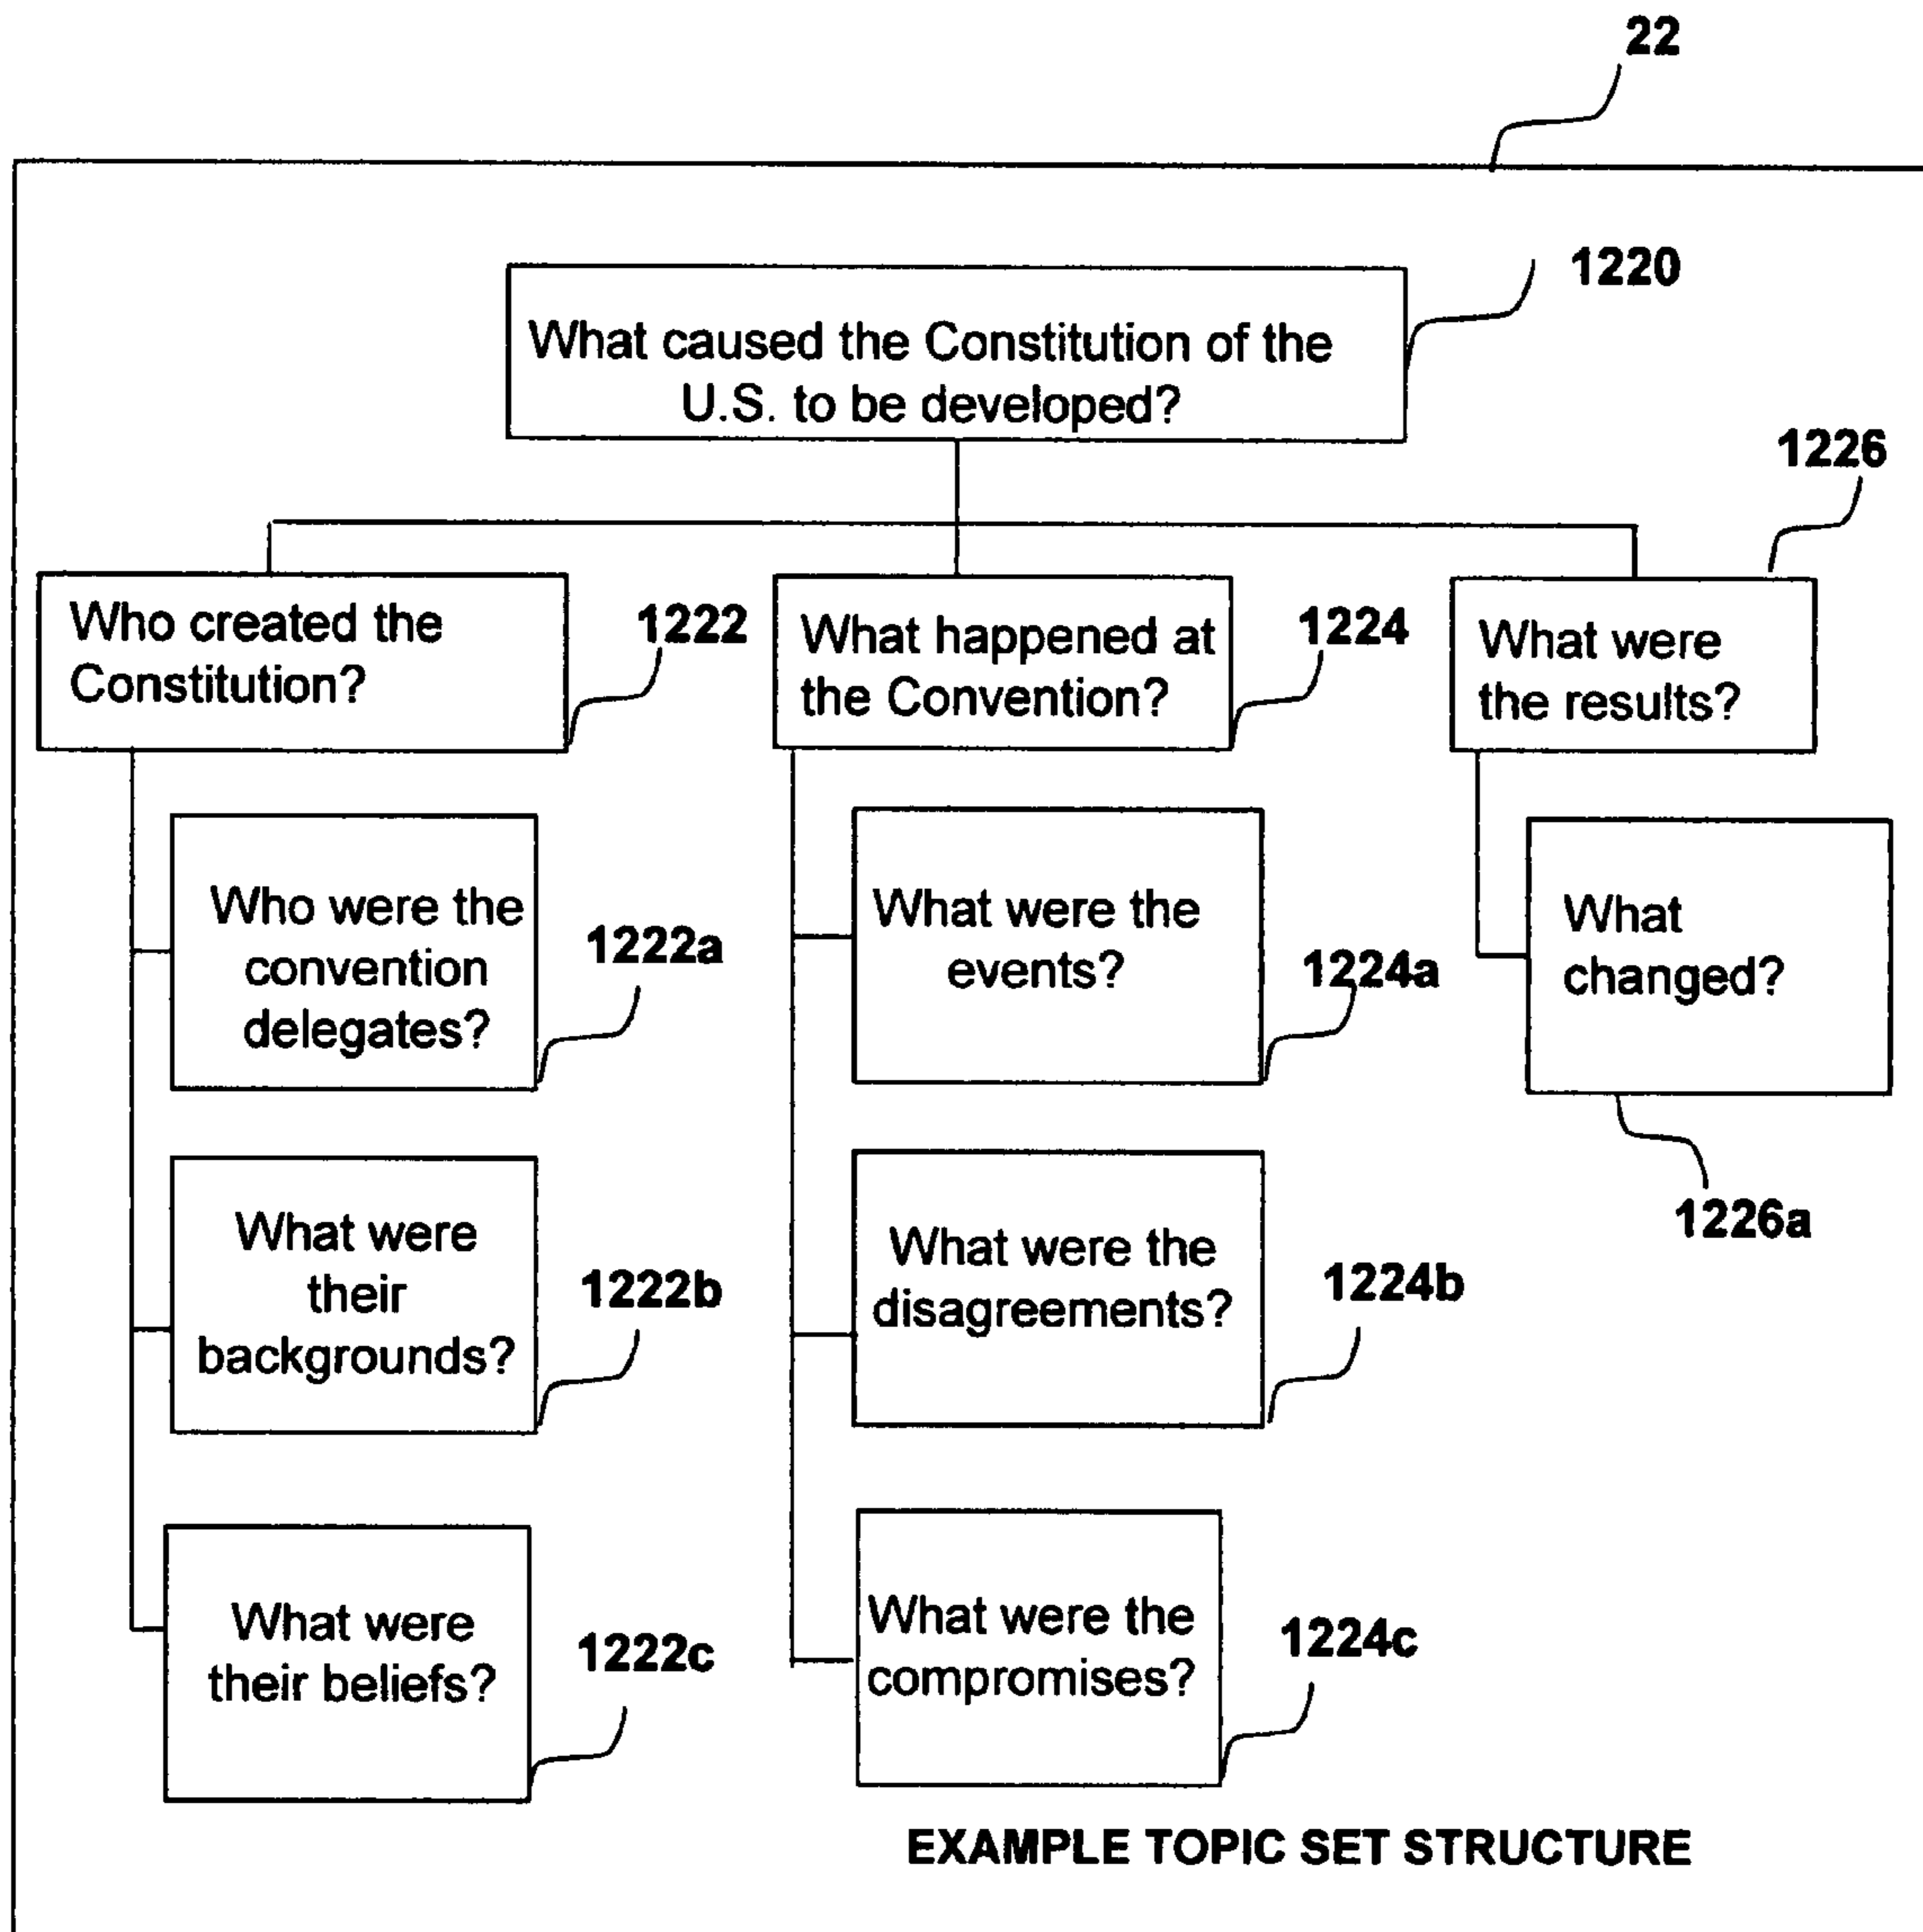 22
1220
What caused the Constitution of the
U.S. to be developed?
1226
Who created the
Constitution?
1222
What happened at
the Convention?
1224
What were
the results?
Who were the
convention
delegates?
1222a
What were the
events?
1224a
What
changed?
1226a
What were
their
backgrounds?
1222b
What were the
disagreements?
1224b
What were
their beliefs?
1222c
What were the
compromises?
1224c
EXAMPLE TOPIC SET STRUCTURE